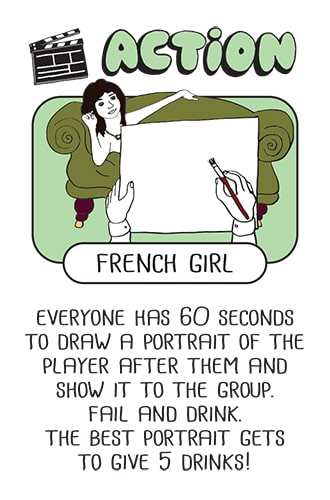 ACTION
FRENCH GIRL
EVERYONE HAS 60 SECONDS
TO DRAW A PORTRAIT OF THE
PLAYER AFTER THEM AND
SHOW IT TO THE GROUP.
FAIL AND DRINK.
THE BEST PORTRAIT GETS
TO GIVE 5 DRINKS!